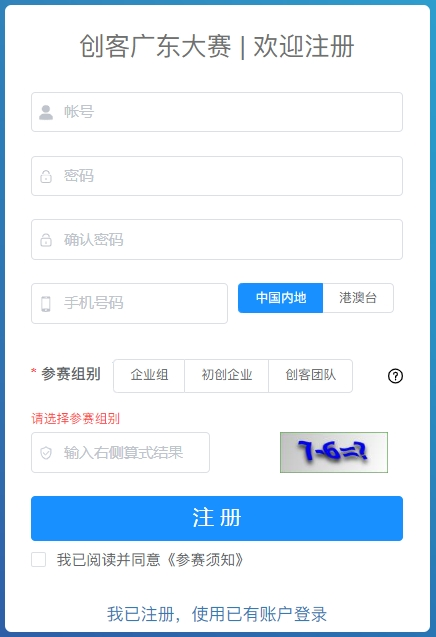 创客广东大赛 | 欢迎注册
帐号
密码
确认密码
手机号码 中国内地 港澳台
* 参赛组别 企业组 初创企业 创客团队 ?
请选择参赛组别
输入右侧算式结果 7-6=?
注 册
我已阅读并同意《参赛须知》
我已注册，使用已有账户登录